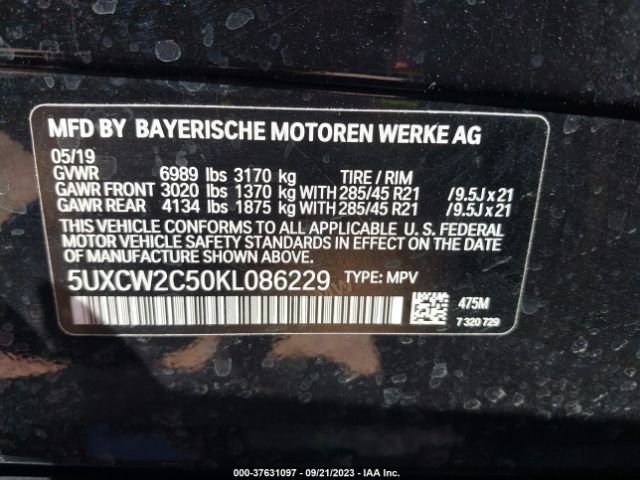 MFD BY BAYERISCHE MOTOREN WERKE AG
05/19
GVWR 6989 lbs 3170 kg TIRE / RIM
GAWR FRONT 3020 lbs 1370 kg WITH 285/45 R21 /9.5J x 21
GAWR REAR 4134 lbs 1875 kg WITH 285/45 R21 /9.5J x 21
THIS VEHICLE CONFORMS TO ALL APPLICABLE U. S. FEDERAL
MOTOR VEHICLE SAFETY STANDARDS IN EFFECT ON THE
DATE OF MANUFACTURE SHOWN ABOVE.
5UXCW2C50KL086229 TYPE: MPV
475M
7 320 729
000-37631097 - 09/21/2023 - IAA Inc.